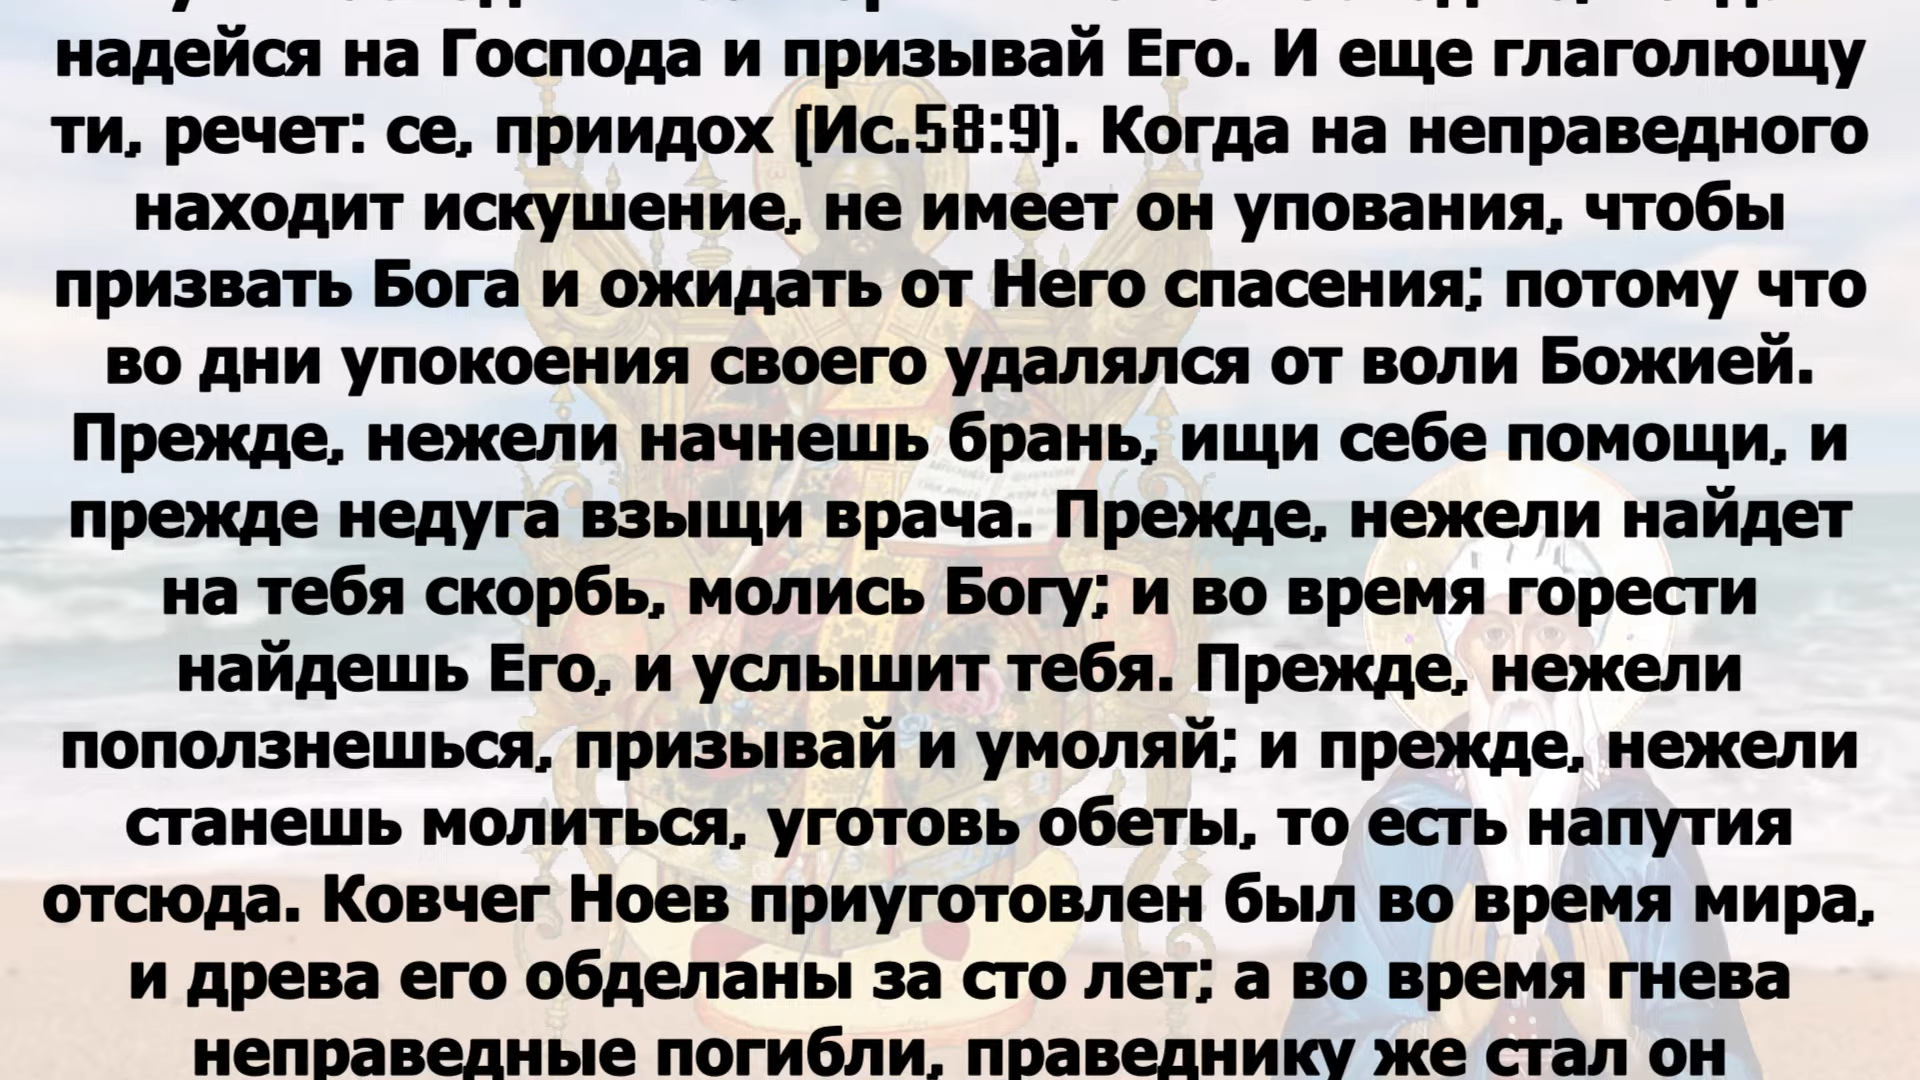 надейся на Господа и призывай Его. И еще глаголющу
ти, речет: се, приидох (Ис.58:9). Когда на неправедного
находит искушение, не имеет он упования, чтобы
призвать Бога и ожидать от Него спасения; потому что
во дни упокоения своего удалялся от воли Божией.
Прежде, нежели начнешь брань, ищи себе помощи, и
прежде недуга взыщи врача. Прежде, нежели найдет
на тебя скорбь, молись Богу; и во время горести
найдешь Его, и услышит тебя. Прежде, нежели
поползнешься, призывай и умоляй; и прежде, нежели
станешь молиться, уготовь обеты, то есть напутия
отсюда. Ковчег Ноев приуготовлен был во время мира,
и древа его обделаны за сто лет; а во время гнева
неправедные погибли, праведнику же стал он